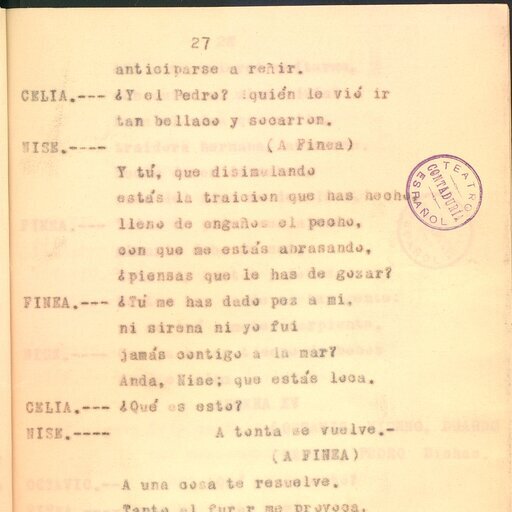 27
anticiparse a reñir.
CELIA.--- ¿Y el Pedro? ¡quién le vió ir
tan bellaco y socarron.
NISE.---- (A Finea)
Y tú, que disimulando
estás la traicion que has hecho
lleno de engaños el pecho,
con que me estás abrasando,
¿piensas que le has de gozar?
FINEA.--- ¿Tú me has dado pez a mi,
ni sirena ni yo fui
jamás contigo a la mar?
Anda, Nise; que estás loca.
CELIA.--- ¿Qué es esto?
NISE.---- A tonta se vuelve.-
(A FINEA)
A una cosa te resuelve.
Tanto el furor me provoca,
TEATRO ESPAÑOL
CONTADURÍA